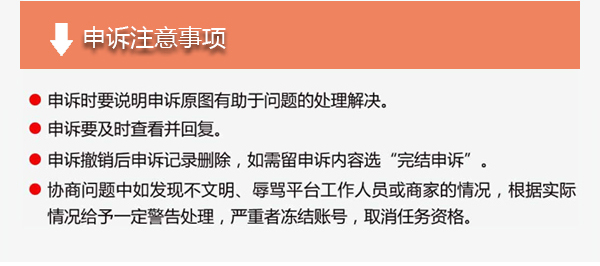 申诉注意事项
申诉时要说明申诉原图有助于问题的处理解决。
申诉要及时查看并回复。
申诉撤销后申诉记录删除，如需留申诉内容选“完结申诉”。
协商问题中如发现不文明、辱骂平台工作人员或商家的情况，根据实际
情况给予一定警告处理，严重者冻结账号，取消任务资格。